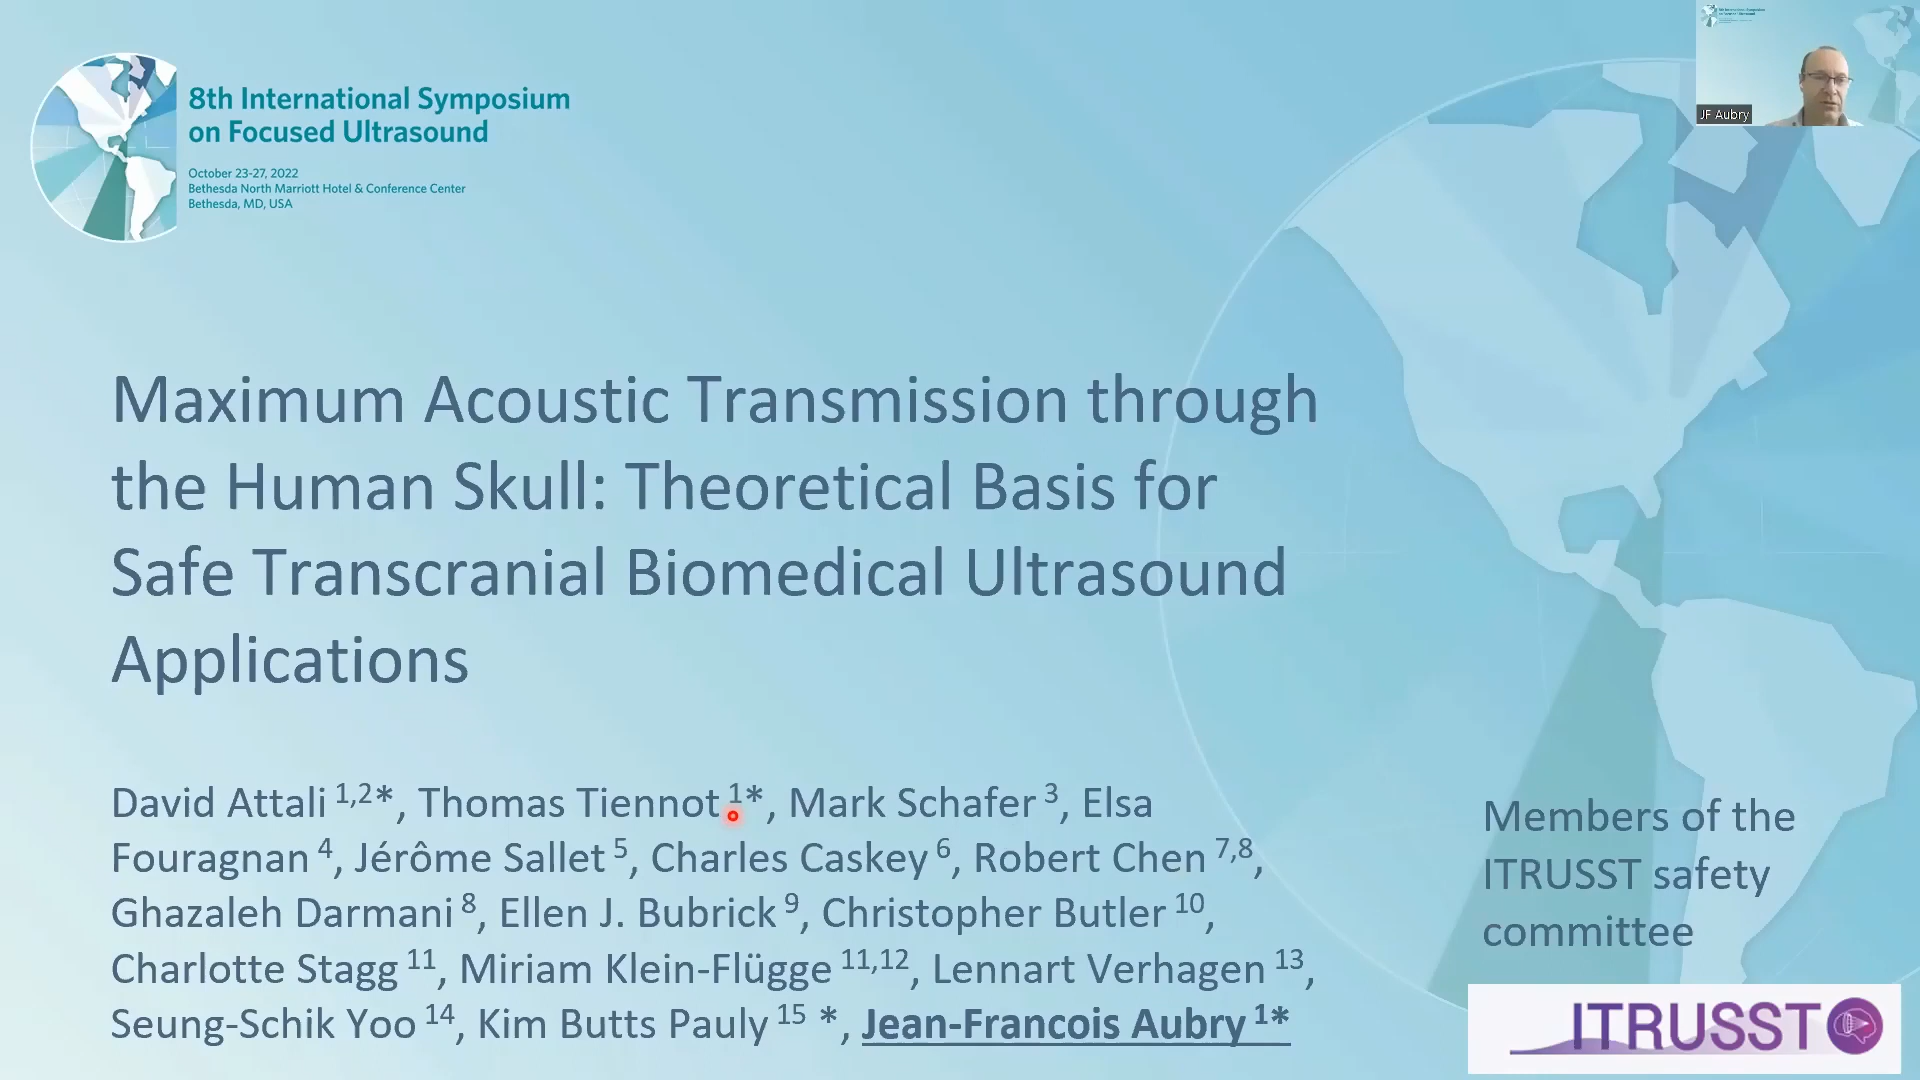 8th International Symposium
on Focused Ultrasound
October 23-27, 2022
Bethesda North Marriott Hotel & Conference Center
Bethesda, MD, USA
JF Aubry
Maximum Acoustic Transmission through
the Human Skull: Theoretical Basis for
Safe Transcranial Biomedical Ultrasound
Applications
David Attali 1,2*, Thomas Tiennot 1*, Mark Schafer 3, Elsa
Fouragnan 4, Jérôme Sallet 5, Charles Caskey 6, Robert Chen 7,8,
Ghazaleh Darmani 8, Ellen J. Bubrick 9, Christopher Butler 10,
Charlotte Stagg 11, Miriam Klein-Flügge 11,12, Lennart Verhagen 13,
Seung-Schik Yoo 14, Kim Butts Pauly 15 *, Jean-Francois Aubry 1*
Members of the
ITRUSST safety
committee
ITRUSST